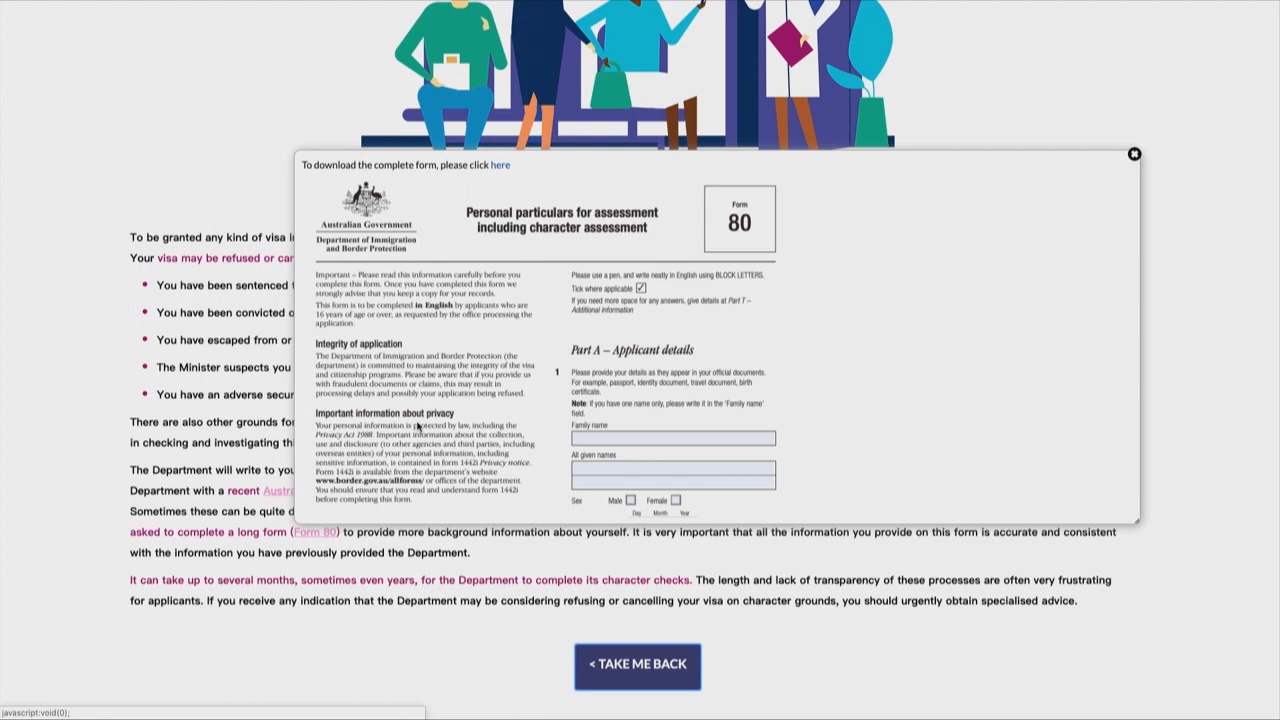 To download the complete form, please click here
Australian Government
Department of Immigration
and Border Protection
Personal particulars for assessment
including character assessment
Form
80
Important – Please read this information carefully before you
complete this form. Once you have completed this form we
strongly advise that you keep a copy for your records.
This form is to be completed in English by applicants who are
16 years of age or over, as requested by the office processing the
application.
Integrity of application
The Department of Immigration and Border Protection (the
department) is committed to maintaining the integrity of the visa
and citizenship programs. Please be aware that if you provide us
with fraudulent documents or claims, this may result in
processing delays and possibly your application being refused.
Important information about privacy
Your personal information is protected by law, including the
Privacy Act 1988. Important information about the collection,
use and disclosure (to other agencies and third parties, including
overseas entities) of your personal information, including
sensitive information, is contained in form 1442i Privacy notice.
Form 1442i is available from the department's website
www.border.gov.au/allforms/ or offices of the department.
You should ensure that you read and understand form 1442i
before completing this form.
Please use a pen, and write neatly in English using BLOCK LETTERS.
Tick where applicable ✓
If you need more space for any answers, give details at Part T –
Additional information
Part A – Applicant details
1 Please provide your details as they appear in your official documents.
For example, passport, identity document, travel document, birth
certificate.
Note: If you have one name only, please write it in the 'Family name'
field.
Family name
All given names
Sex Male Female
Day Month Year
To be granted any kind of visa
Your visa may be refused or
• You have been sentenced
• You have been convicted
• You have escaped from or
• The Minister suspects you
• You have an adverse
There are also other grounds
in checking and investigating
The Department will write to
Department with a recent
Sometimes these can be quite
asked to complete a long form (Form 80) to provide more background information about yourself. It is very important that all the information you provide on this form is accurate and consistent
with the information you have previously provided the Department.
It can take up to several months, sometimes even years, for the Department to complete its character checks. The length and lack of transparency of these processes are often very frustrating
for applicants. If you receive any indication that the Department may be considering refusing or cancelling your visa on character grounds, you should urgently obtain specialised advice.
< TAKE ME BACK
javascript:void(0);